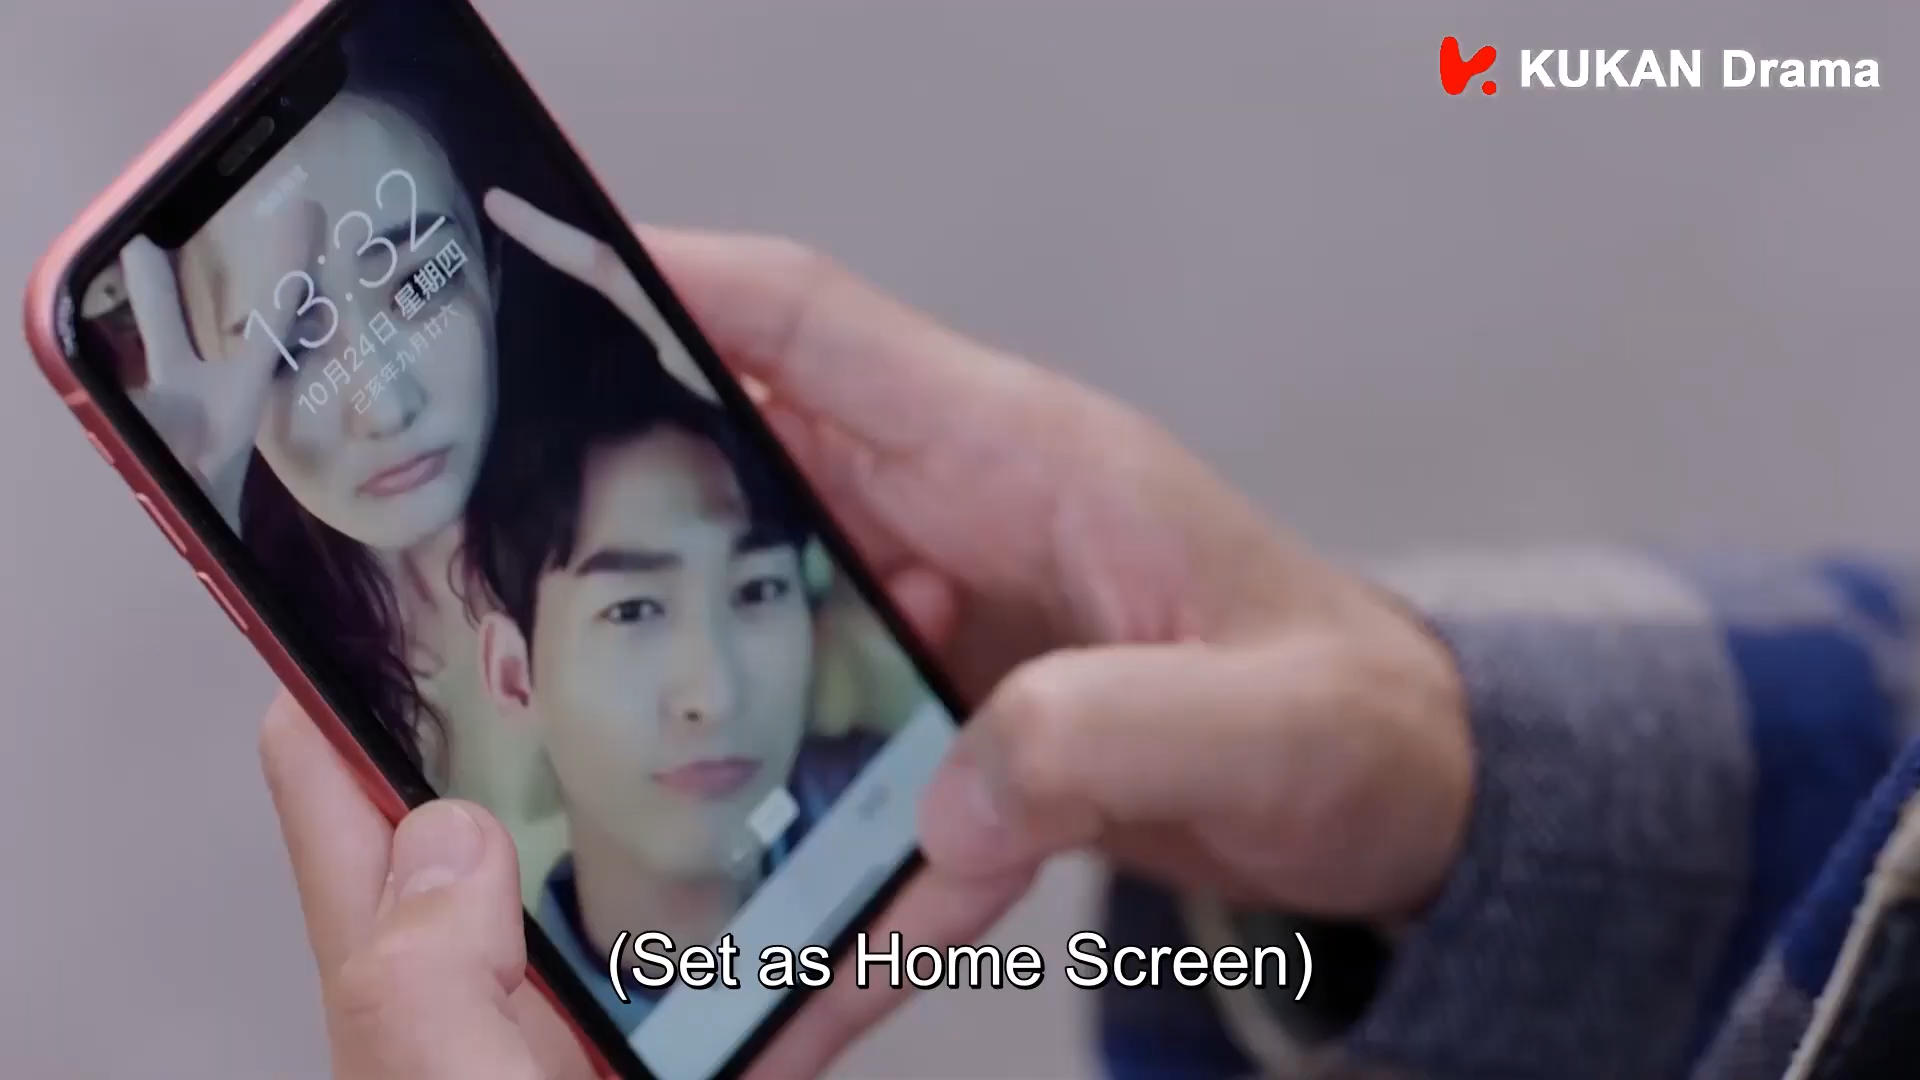 KUKAN Drama
13:32
10月24日 星期四
己亥年九月廿六
(Set as Home Screen)